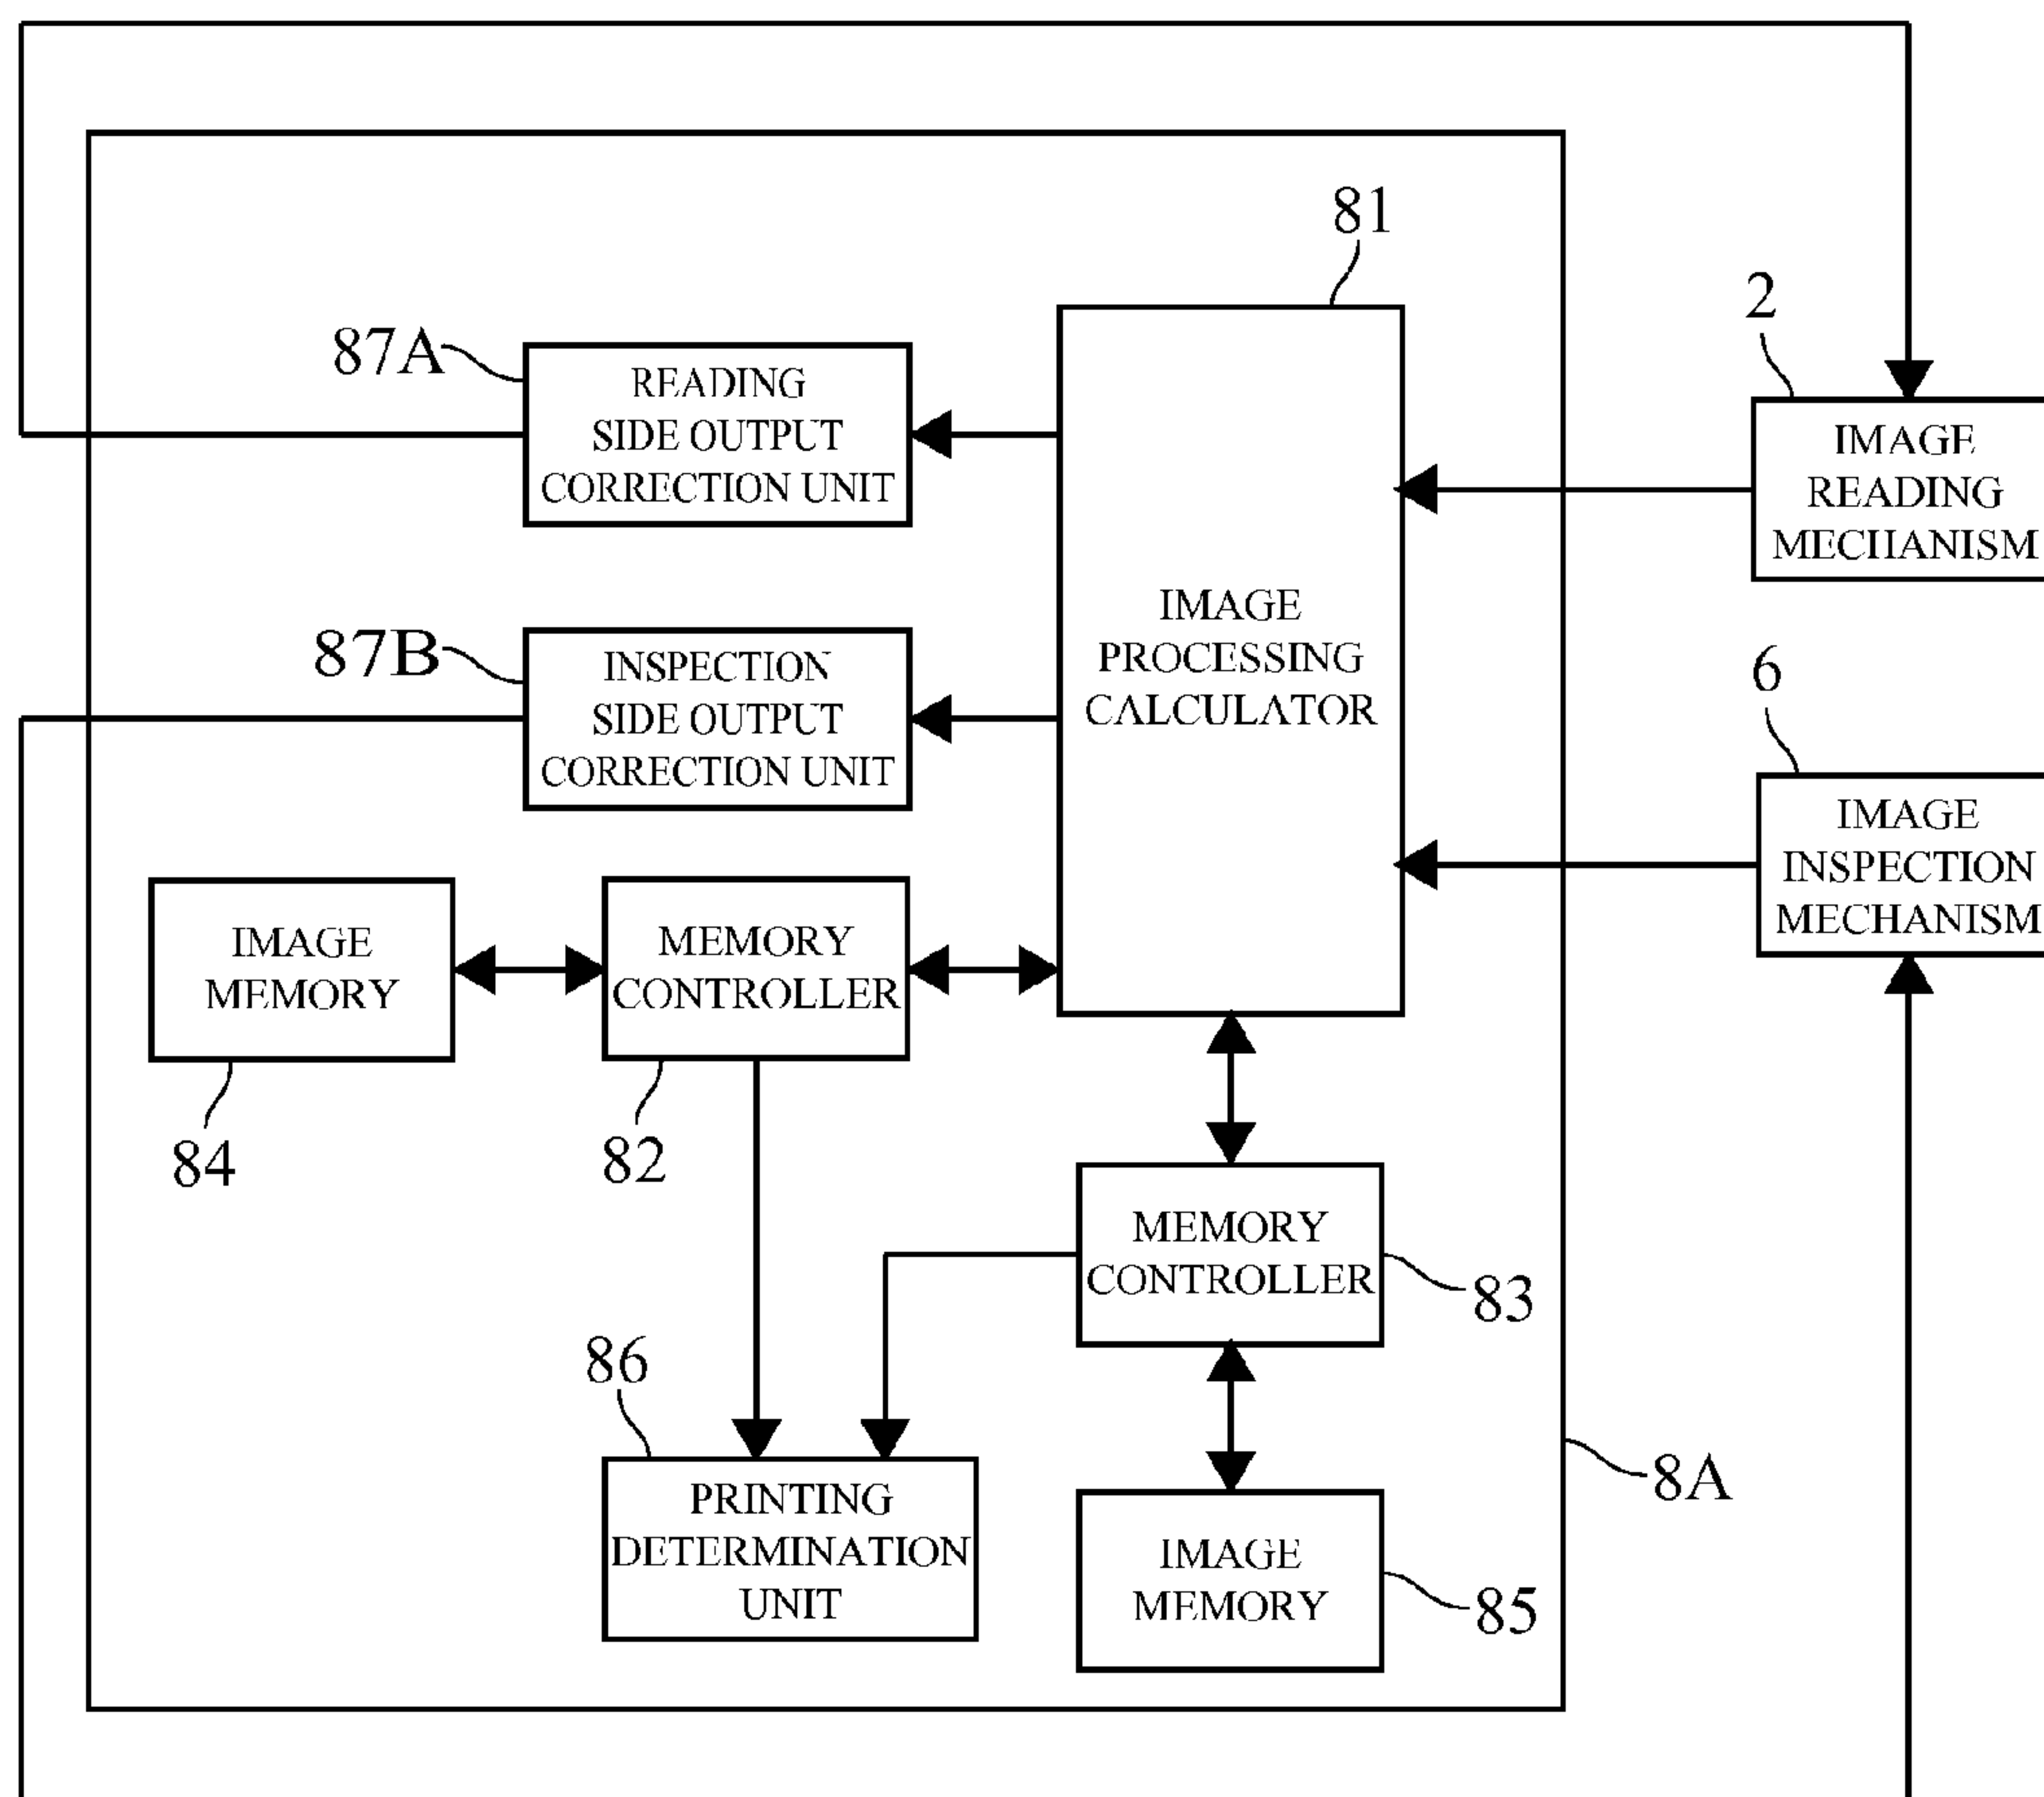 81
2
87A
READING
SIDE OUTPUT
CORRECTION UNIT
IMAGE
READING
MECHANISM
87B
INSPECTION
SIDE OUTPUT
CORRECTION UNIT
IMAGE
PROCESSING
CALCULATOR
6
IMAGE
INSPECTION
MECHANISM
IMAGE
MEMORY
MEMORY
CONTROLLER
84
82
MEMORY
CONTROLLER
83
86
PRINTING
DETERMINATION
UNIT
8A
IMAGE
MEMORY
85